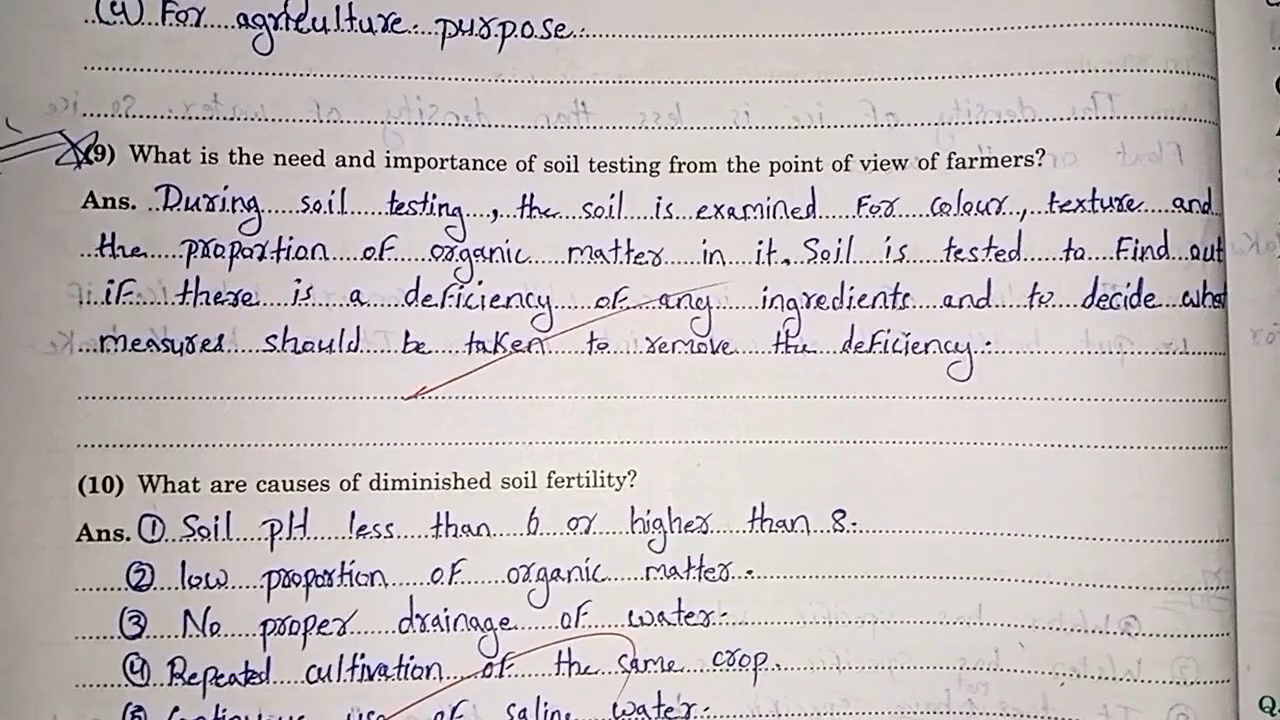 (4) For agriculture purpose.
(9) What is the need and importance of soil testing from the point of view of farmers?
Ans. During soil testing, the soil is examined For colour, texture and
the proportion of organic matter in it. Soil is tested to Find out
if there is a deficiency of any ingredients and to decide what
measures should be taken to remove the deficiency.
(10) What are causes of diminished soil fertility?
Ans. ① Soil pH less than 6 or higher than 8.
② low proportion of organic matter.
③ No proper drainage of water.
④ Repeated cultivation of the same crop.
of saline water.
Q.